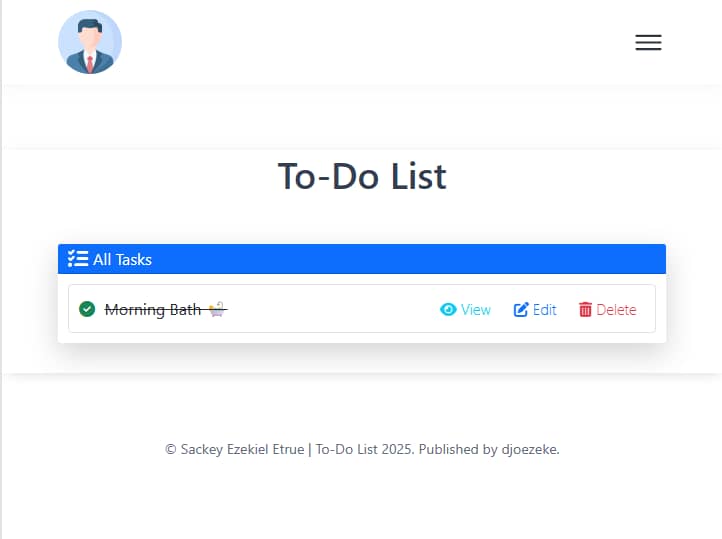 To-Do List
All Tasks
Morning Bath 🛀 View Edit Delete
© Sackey Ezekiel Etrue | To-Do List 2025. Published by djoezeke.